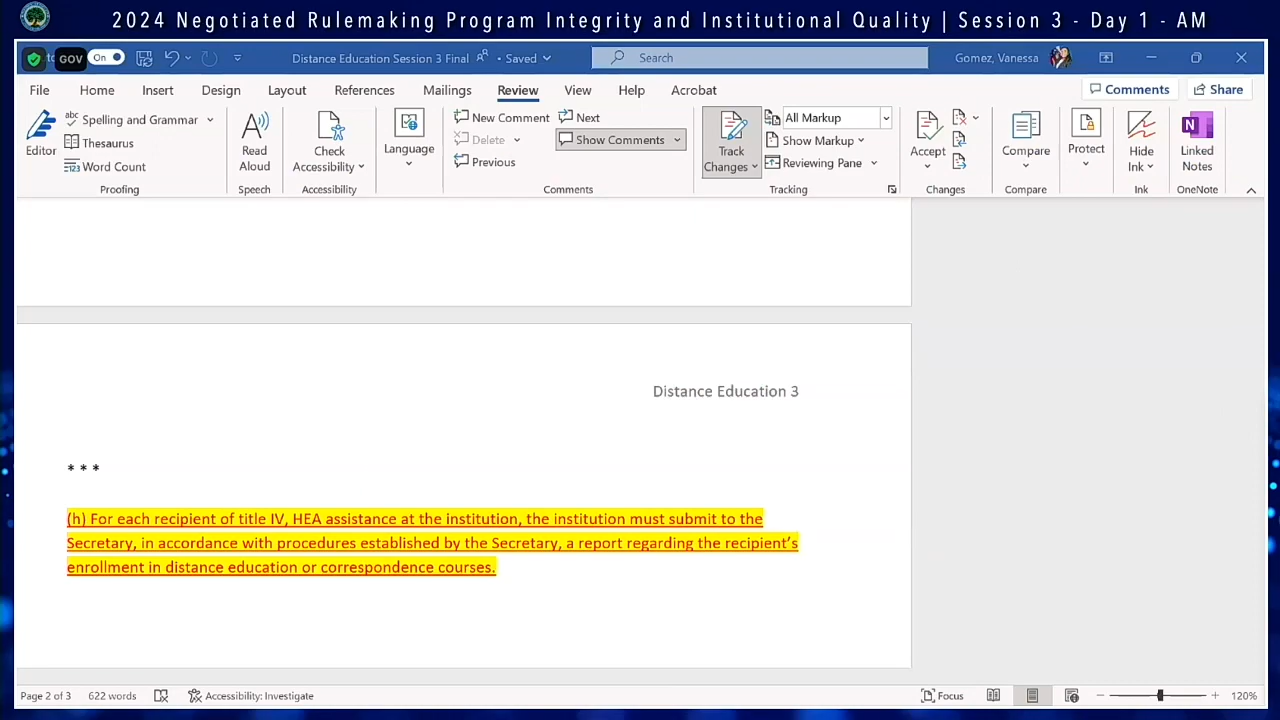 2024 Negotiated Rulemaking Program Integrity and Institutional Quality | Session 3 - Day 1 - AM
GOV On Distance Education Session 3 Final • Saved Search Gomez, Vanessa
File Home Insert Design Layout References Mailings Review View Help Acrobat Comments Share
Editor
abc Spelling and Grammar
Thesaurus
123 Word Count
Proofing
Read Aloud
Speech
Check Accessibility
Accessibility
Language
New Comment
Delete
Previous
Next
Show Comments
Comments
Track Changes
All Markup
Show Markup
Reviewing Pane
Tracking
Accept
Changes
Compare
Compare
Protect
Hide Ink
Ink
N
Linked Notes
OneNote
Distance Education 3
* * *
(h) For each recipient of title IV, HEA assistance at the institution, the institution must submit to the
Secretary, in accordance with procedures established by the Secretary, a report regarding the recipient's
enrollment in distance education or correspondence courses.
Page 2 of 3 622 words Accessibility: Investigate Focus 120%